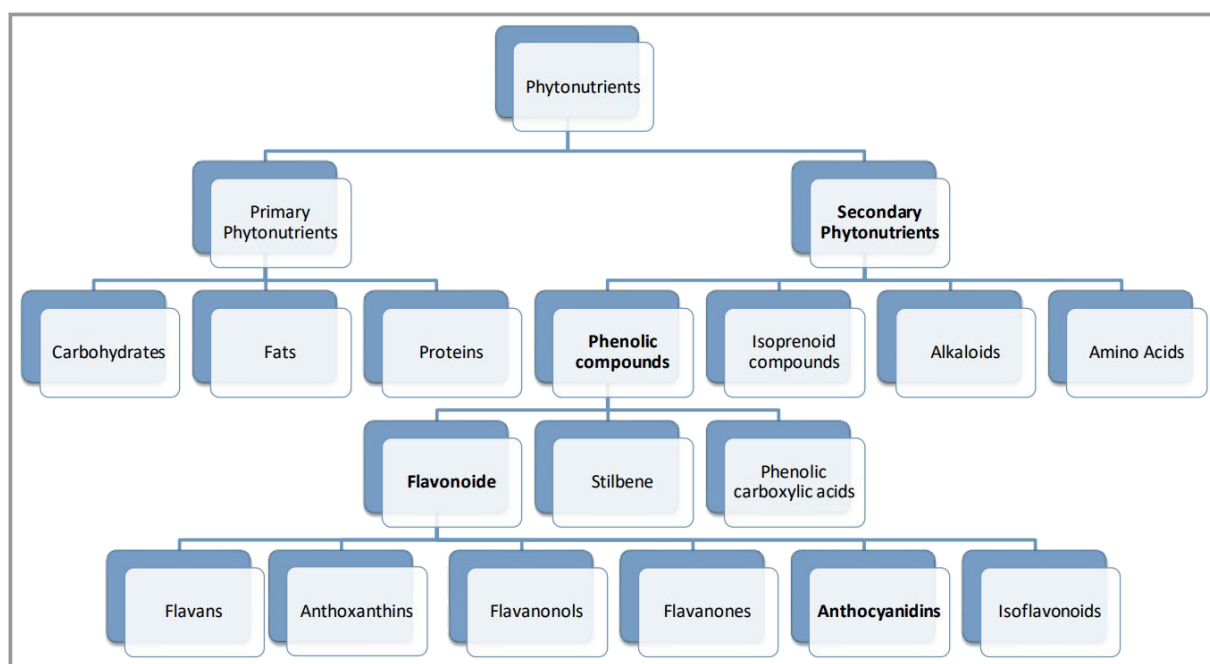 Phytonutrients
Primary
Phytonutrients
Secondary
Phytonutrients
Carbohydrates
Fats
Proteins
Phenolic
compounds
Isoprenoid
compounds
Alkaloids
Amino Acids
Flavonoide
Stilbene
Phenolic
carboxylic acids
Flavans
Anthoxanthins
Flavanonols
Flavanones
Anthocyanidins
Isoflavonoids